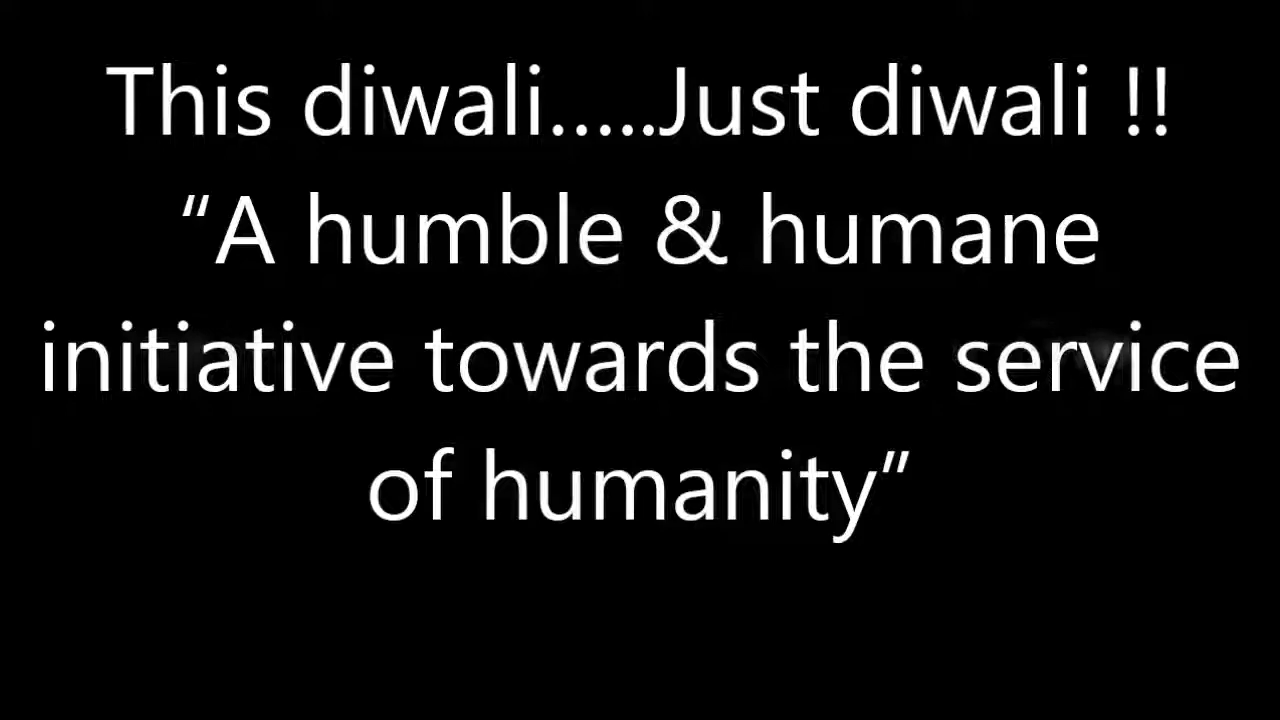 This diwali.....Just diwali !!
“A humble & humane
initiative towards the service
of humanity”